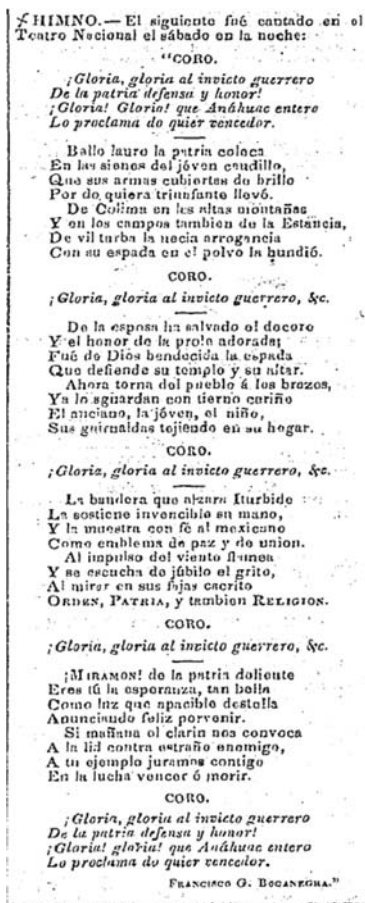 HIMNO.—El siguiente fué cantado en el
Teatro Nacional el sábado en la noche:
"CORO.
¡Gloria, gloria al invicto guerrero
De la patria defensa y honor!
¡Gloria! Gloria! que Anáhuac entero
Lo proclama do quier vencedor.
Bello lauro la patria coloca
En las sienes del jóven caudillo,
Que sus armas cubiertas de brillo
Por do quiera triunfante llevó.
De Colima en las altas montañas
Y en los campos tambien de la Estancia,
De vil turba la necia arrogancia
Con su espada en el polvo la hundió.
CORO.
¡Gloria, gloria al invicto guerrero, &c.
De la esposa ha salvado el decoro
Y el honor de la prole adorada;
Fué de Dios bendecida la espada
Que defiende su templo y su altar.
Ahora torna del pueblo á los brazos,
Ya lo aguardan con tierno cariño
El anciano, la jóven, el niño,
Sus guirnaldas tejiendo en su hogar.
CORO.
¡Gloria, gloria al invicto guerrero, &c.
La bandera que alzara Iturbide
La sostiene invencible su mano,
Y la muestra con fé al mexicano
Como emblema de paz y de union.
Al impulso del viento flamea
Y se escucha de júbilo el grito,
Al mirar en sus fajas escrito
ORDEN, PATRIA, y tambien RELIGION.
CORO.
¡Gloria, gloria al invicto guerrero, &c.
¡MIRAMON! de la patria doliente
Eres tú la esperanza, tan bella
Como luz que apacible destella
Anunciando feliz porvenir.
Si mañana el clarin nos convoca
A la lid contra estraño enemigo,
A tu ejemplo juramos contigo
En la lucha vencer ó morir.
CORO.
¡Gloria, gloria al invicto guerrero
De la patria defensa y honor!
¡Gloria! gloria! que Anáhuac entero
Lo proclama do quier vencedor.
FRANCISCO G. BOCANEGRA."